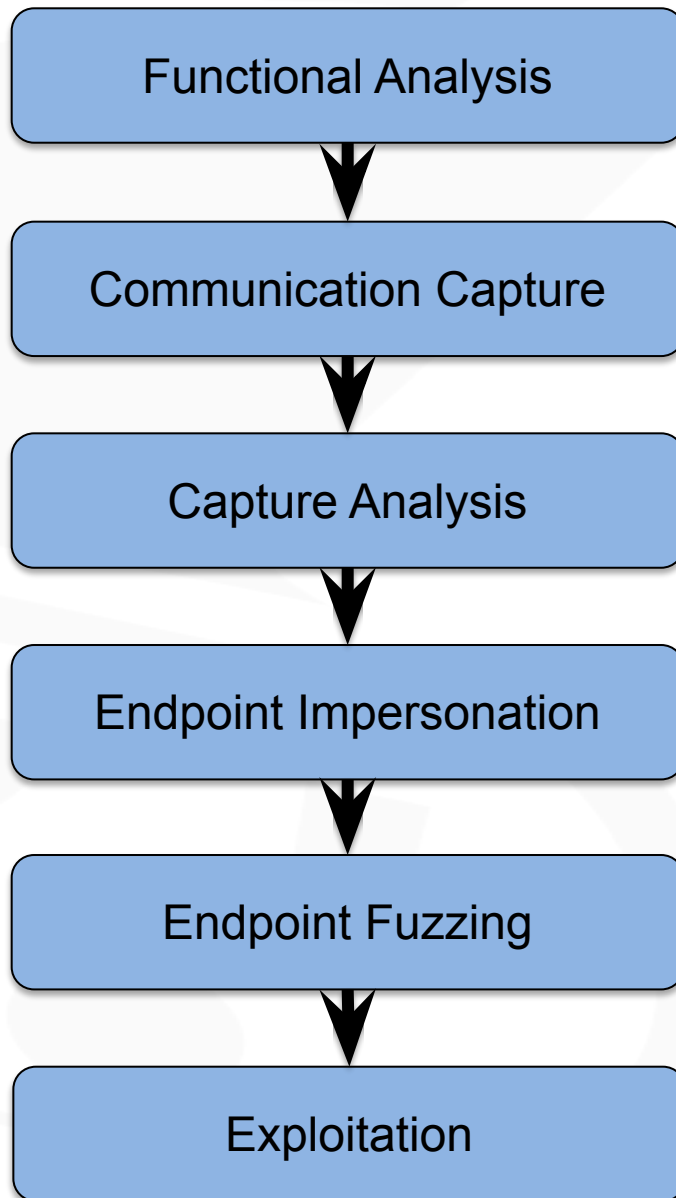 Functional Analysis
Communication Capture
Capture Analysis
Endpoint Impersonation
Endpoint Fuzzing
Exploitation